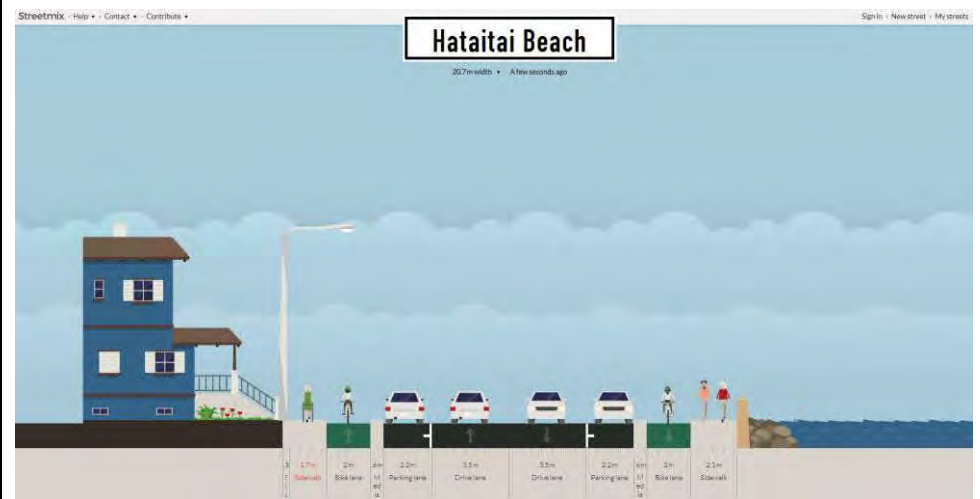 Streetmix · Help ▾ · Contact ▾ · Contribute ▾
Sign In · New street · My streets
Hataitai Beach
20.7m width ▾ A few seconds ago
1.7m 2m 2.2m 3.5m 3.5m 2.2m 2m 2.1m
Sidewalk Bike lane Parking lane Drive lane Drive lane Parking lane Bike lane Sidewalk